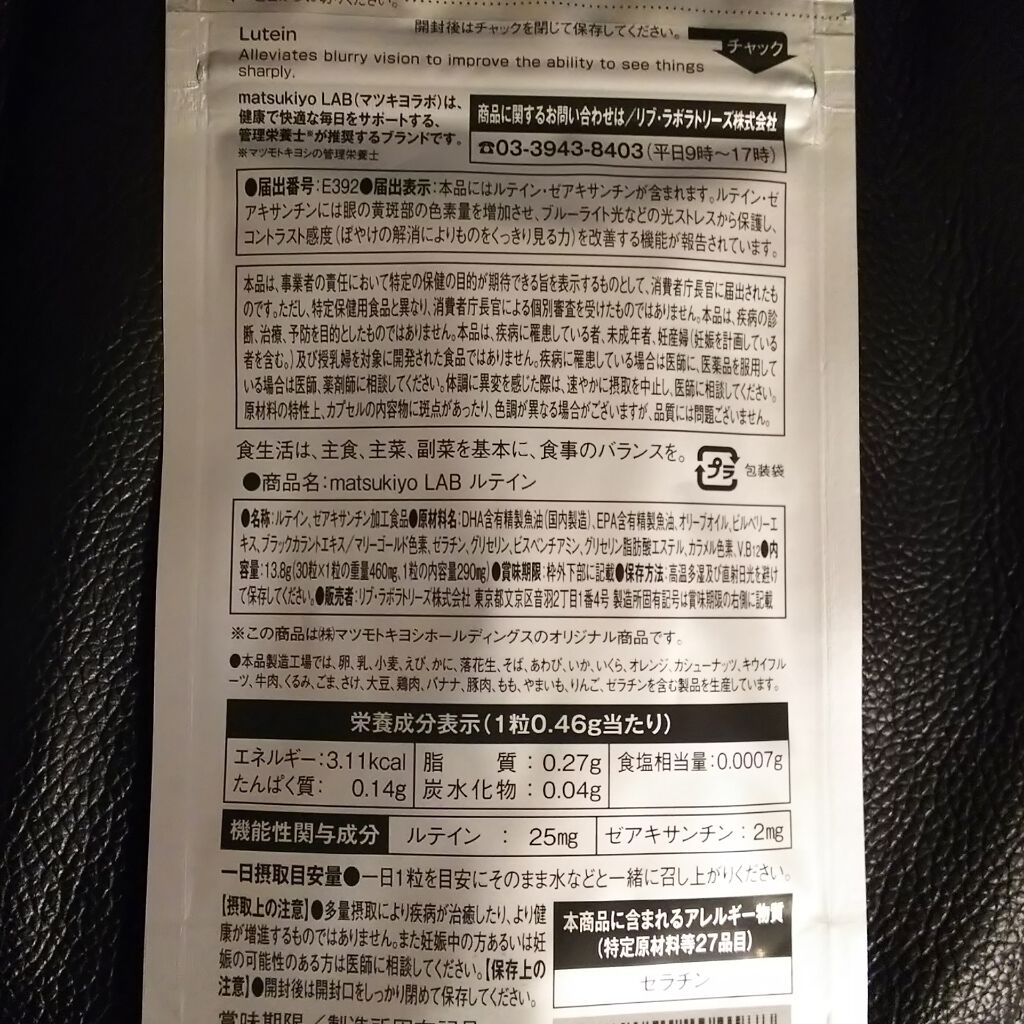 開封後はチャックを閉じて保存してください。
チャック
Lutein
Alleviates blurry vision to improve the ability to see things
sharply.
matsukiyo LAB(マツキヨラボ)は、
健康で快適な毎日をサポートする、
管理栄養士※が推奨するブランドです。
※マツモトキヨシの管理栄養士
商品に関するお問い合わせは/リブ・ラボラトリーズ株式会社
☎03-3943-8403(平日9時~17時)
●届出番号:E392●届出表示:本品にはルテイン・ゼアキサンチンが含まれます。ルテイン・ゼ
アキサンチンには眼の黄斑部の色素量を増加させ、ブルーライト光などの光ストレスから保護し、
コントラスト感度(ぼやけの解消によりものをくっきり見る力)を改善する機能が報告されています。
本品は、事業者の責任において特定の保健の目的が期待できる旨を表示するものとして、消費者庁長官に届出されたも
のです。ただし、特定保健用食品と異なり、消費者庁長官による個別審査を受けたものではありません。本品は、疾病の診
断、治療、予防を目的としたものではありません。本品は、疾病に罹患している者、未成年者、妊産婦(妊娠を計画している
者を含む。)及び授乳婦を対象に開発された食品ではありません。疾病に罹患している場合は医師に、医薬品を服用して
いる場合は医師、薬剤師に相談してください。体調に異変を感じた際は、速やかに摂取を中止し、医師に相談してください。
原材料の特性上、カプセルの内容物に斑点があったり、色調が異なる場合がございますが、品質には問題ございません。
食生活は、主食、主菜、副菜を基本に、食事のバランスを。
プラ
包装袋
●商品名:matsukiyo LAB ルテイン
●名称:ルテイン、ゼアキサンチン加工食品●原材料名:DHA含有精製魚油(国内製造)、EPA含有精製魚油、オリーブオイル、ビルベリーエ
キス、ブラックカラントエキス/マリーゴールド色素、ゼラチン、グリセリン、ビスベンチアミン、グリセリン脂肪酸エステル、カラメル色素、V.B12●内
容量:13.8g(30粒×1粒の重量460mg、1粒の内容量290mg)●賞味期限:枠外下部に記載●保存方法:高温多湿及び直射日光を避け
て保存してください。●販売者:リブ・ラボラトリーズ株式会社 東京都文京区音羽2丁目1番4号 製造所固有記号は賞味期限の右側に記載
※この商品は㈱マツモトキヨシホールディングスのオリジナル商品です。
●本品製造工場では、卵、乳、小麦、えび、かに、落花生、そば、あわび、いか、いくら、オレンジ、カシューナッツ、キウイフル
ーツ、牛肉、くるみ、ごま、さけ、大豆、鶏肉、バナナ、豚肉、もも、やまいも、りんご、ゼラチンを含む製品を生産しています。
栄養成分表示(1粒0.46g当たり)
エネルギー:3.11kcal 脂質:0.27g 食塩相当量:0.0007g
たんぱく質:0.14g 炭水化物:0.04g
機能性関与成分 ルテイン:25mg ゼアキサンチン:2mg
一日摂取目安量●一日1粒を目安にそのまま水などと一緒に召し上がりください。
【摂取上の注意】●多量摂取により疾病が治癒したり、より健
康が増進するものではありません。また妊娠中の方あるいは妊
娠の可能性のある方は医師に相談してください。【保存上の
注意】●開封後は開封口をしっかり閉めて保存してください。
本商品に含まれるアレルギー物質
(特定原材料等27品目)
ゼラチン
賞味期限/製造所固有記号